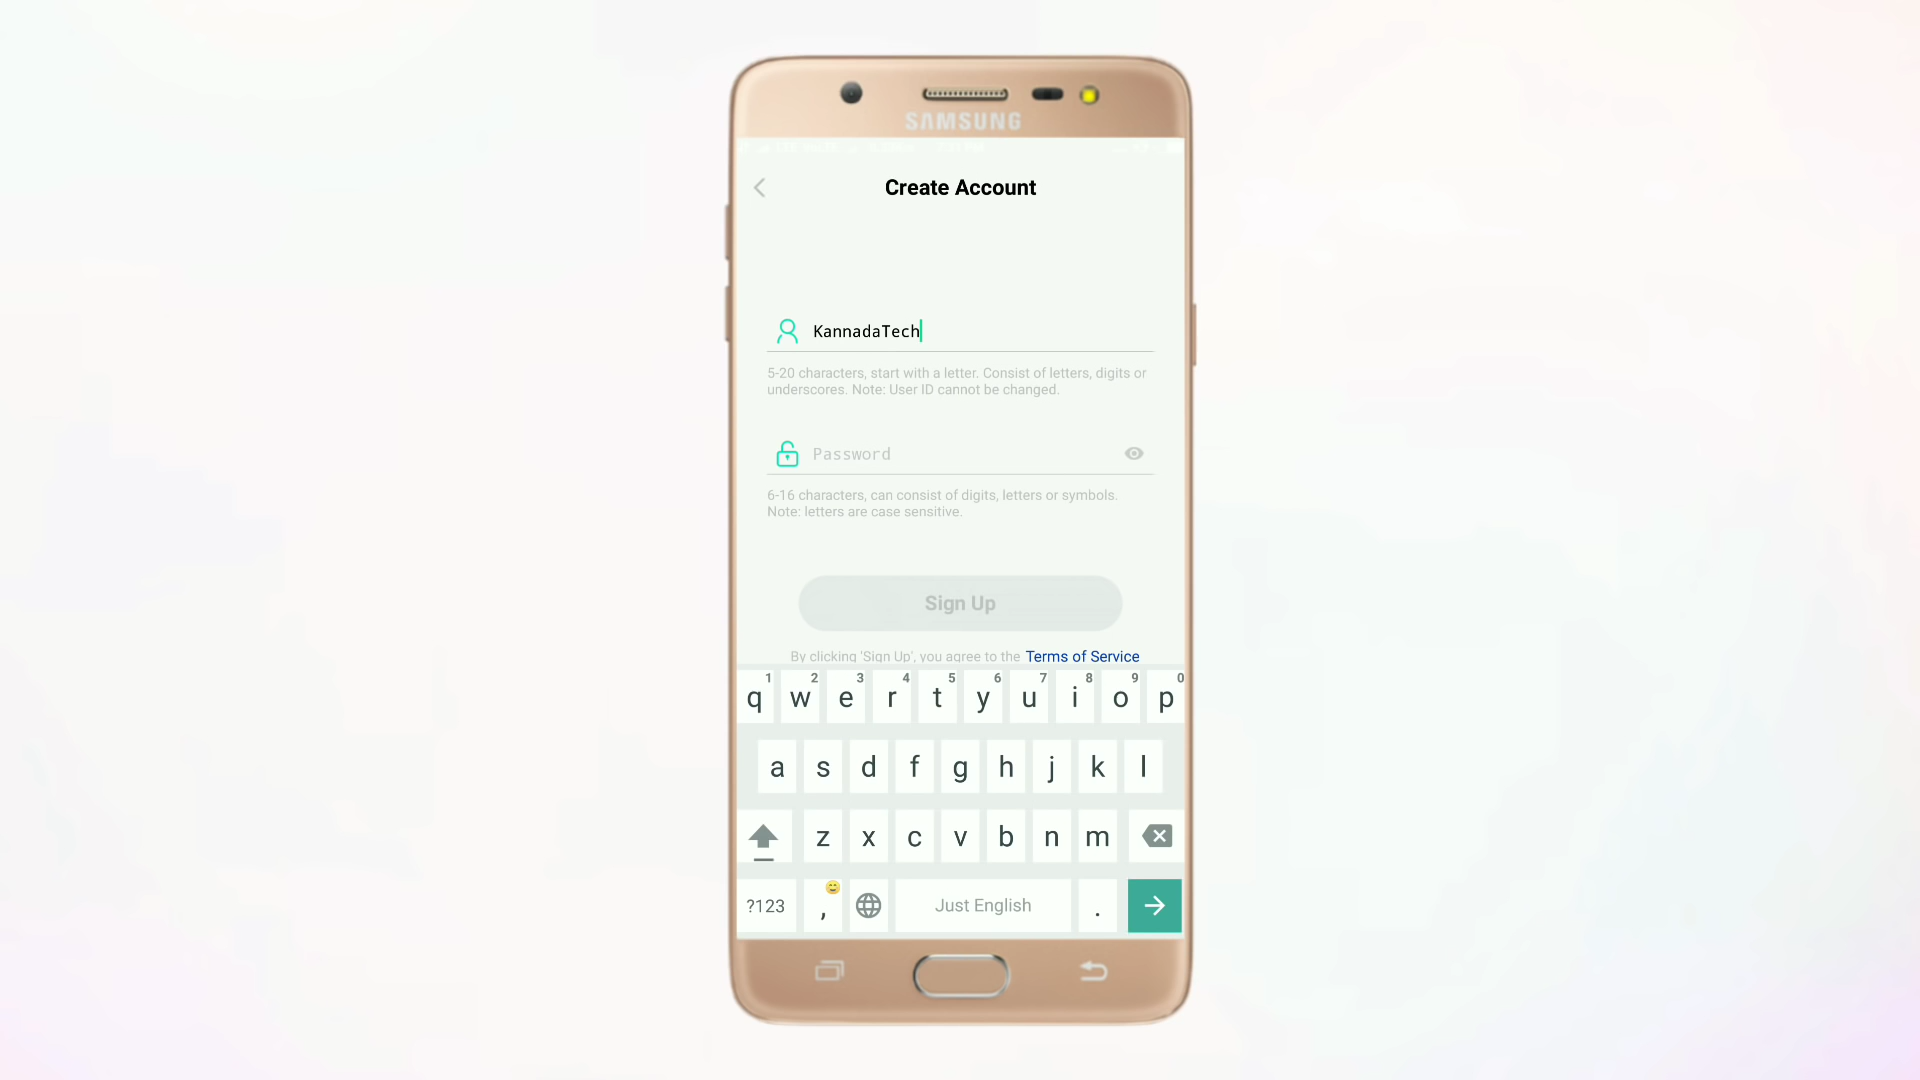 SAMSUNG
Create Account
KannadaTech
5-20 characters, start with a letter. Consist of letters, digits or
underscores. Note: User ID cannot be changed.
Password
6-16 characters, can consist of digits, letters or symbols.
Note: letters are case sensitive.
Sign Up
By clicking 'Sign Up', you agree to the Terms of Service
1 2 3 4 5 6 7 8 9 0
q w e r t y u i o p
a s d f g h j k l
z x c v b n m
?123 , Just English .